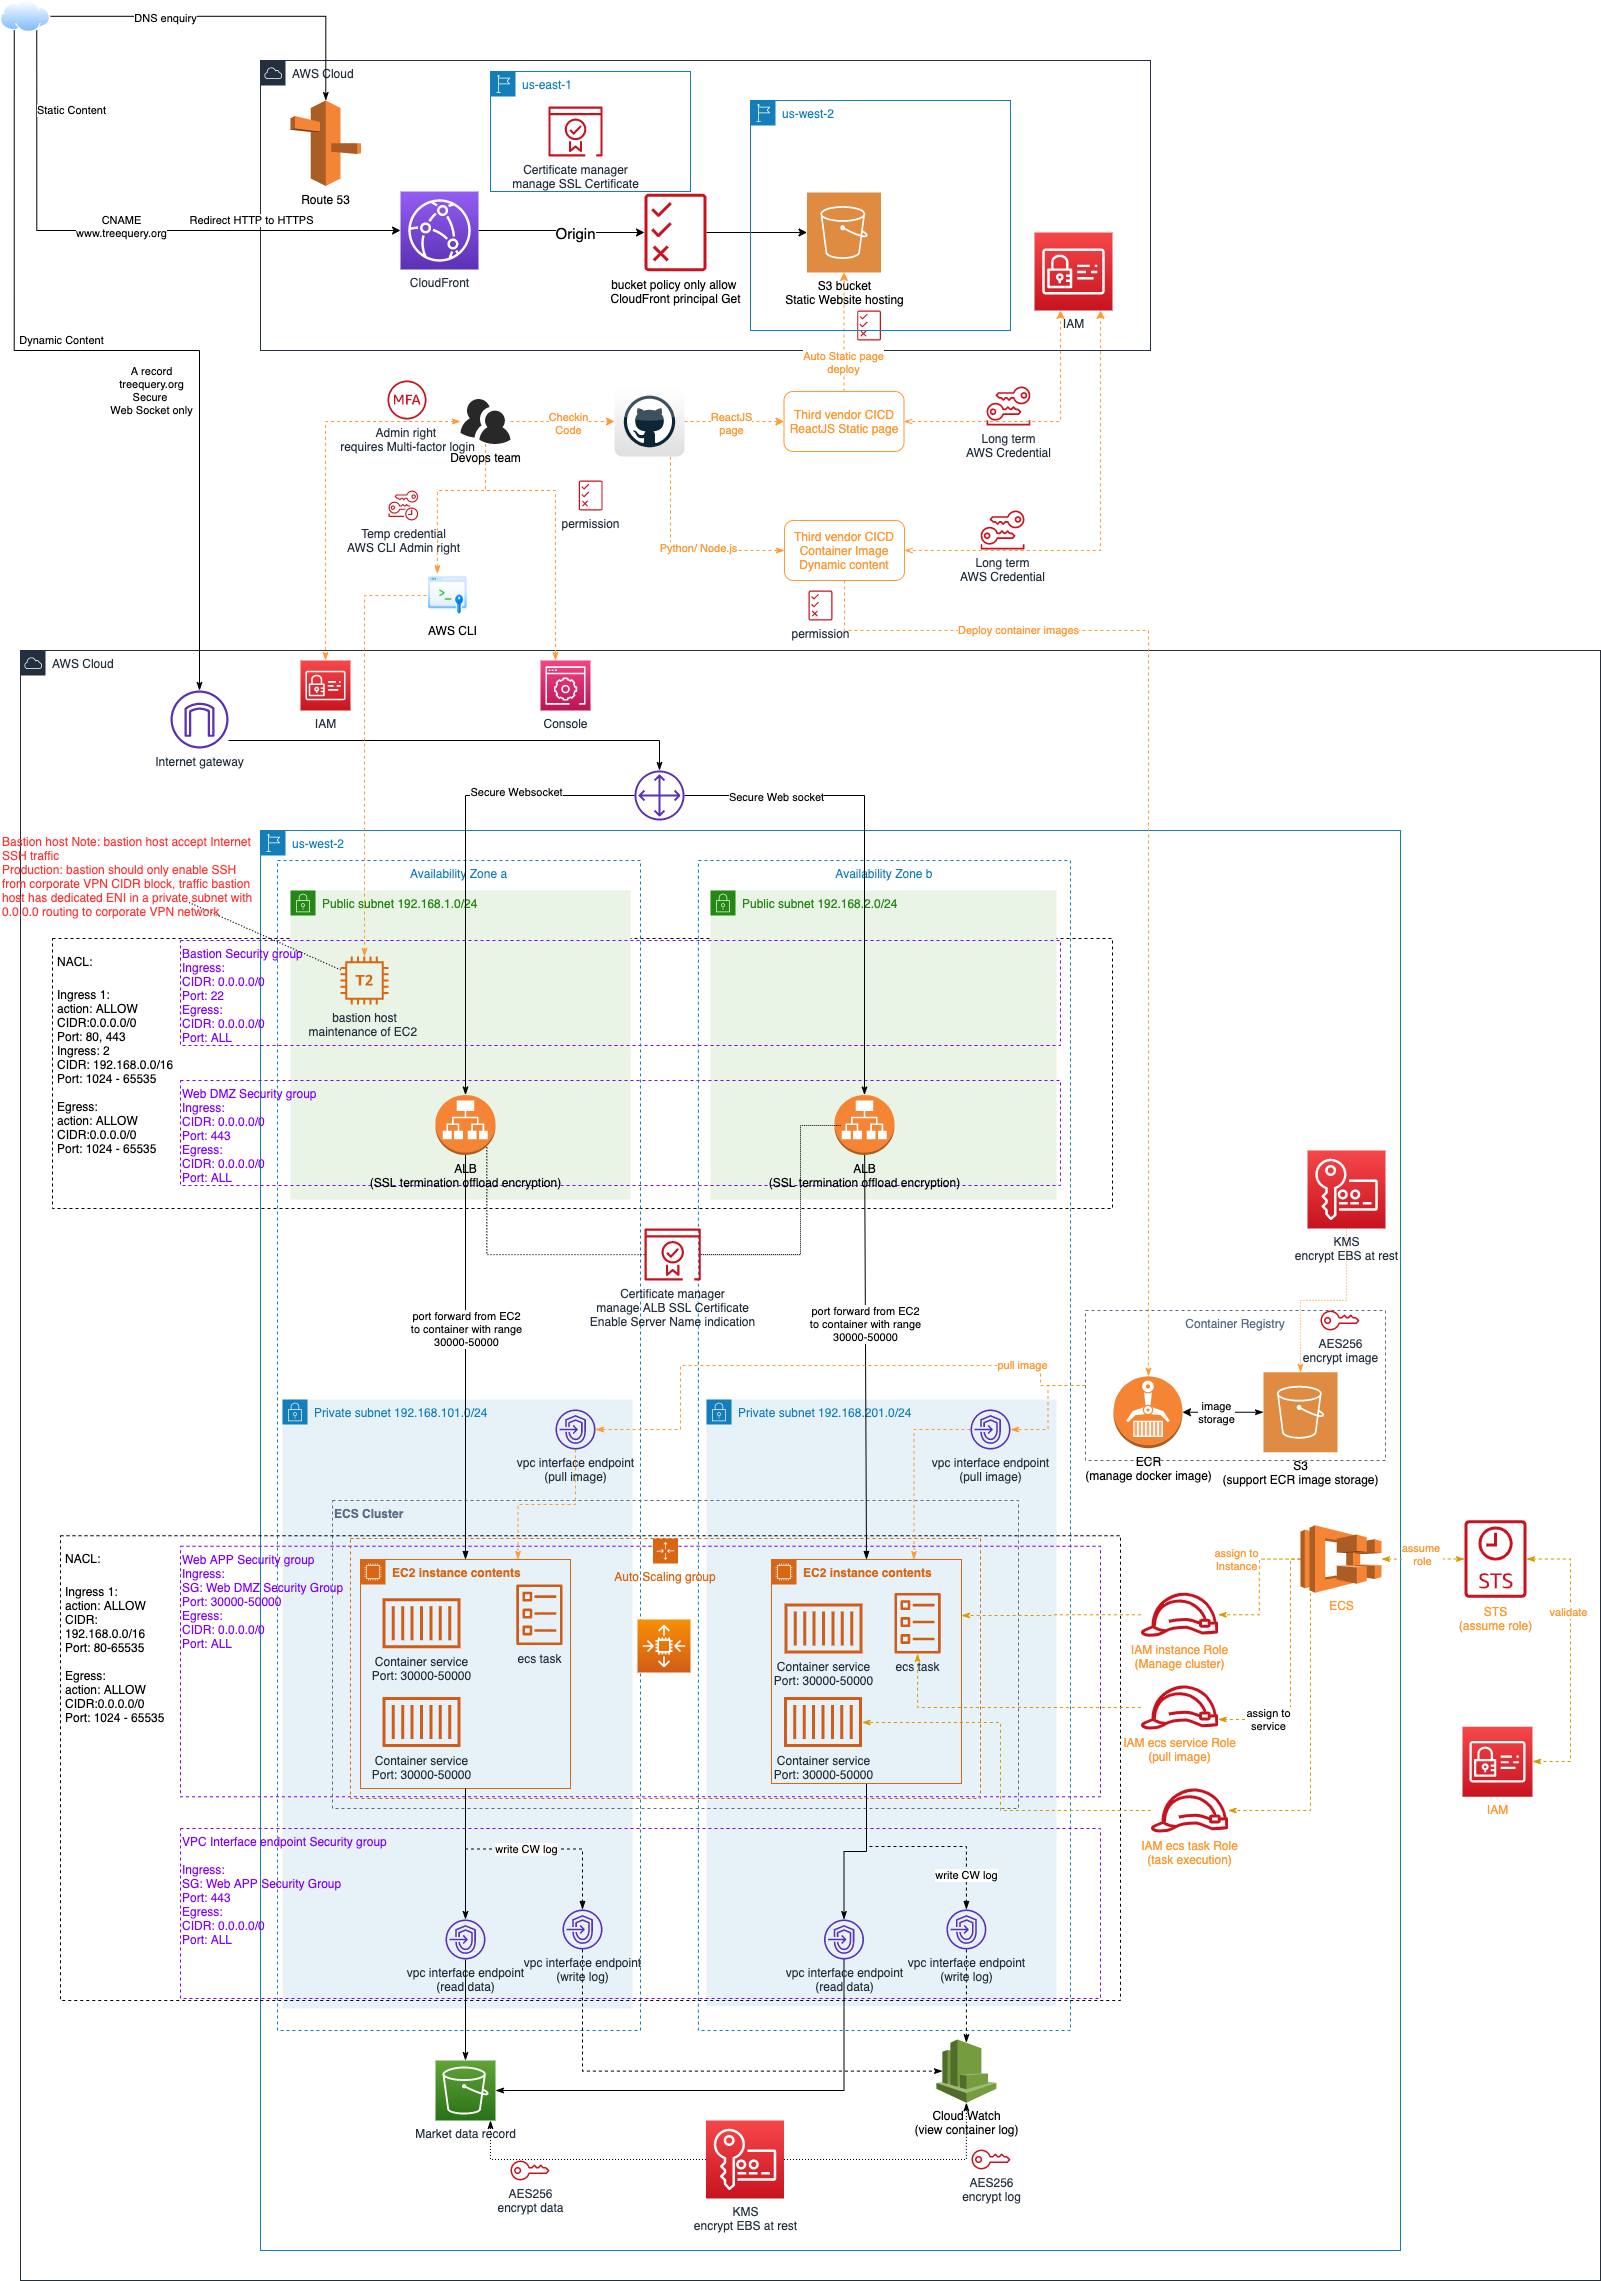 DNS enquiry
AWS Cloud
us-east-1
Static Content
us-west-2
Certificate manager
manage SSL Certificate
Route 53
CNAME
www.treequery.org
Redirect HTTP to HTTPS
Origin
CloudFront
bucket policy only allow
CloudFront principal Get
S3 bucket
Static Website hosting
IAM
Dynamic Content
A record
treequery.org
Secure
Web Socket only
Auto Static page
deploy
MFA
Admin right
requires Multi-factor login
Devops team
Checkin
Code
ReactJS
page
Third vendor CICD
ReactJS Static page
Long term
AWS Credential
permission
Temp credential
AWS CLI Admin right
Python/ Node.js
Third vendor CICD
Container Image
Dynamic content
Long term
AWS Credential
>_
AWS CLI
permission
Deploy container images
AWS Cloud
IAM
Console
Internet gateway
Secure Websocket
Secure Web socket
Bastion host Note: bastion host accept Internet
SSH traffic
Production: bastion should only enable SSH
from corporate VPN CIDR block, traffic bastion
host has dedicated ENI in a private subnet with
0.0.0.0 routing to corporate VPN network
us-west-2
Availability Zone a
Availability Zone b
Public subnet 192.168.1.0/24
Public subnet 192.168.2.0/24
NACL:
Ingress 1:
action: ALLOW
CIDR:0.0.0.0/0
Port: 80, 443
Ingress: 2
CIDR: 192.168.0.0/16
Port: 1024 - 65535
Egress:
action: ALLOW
CIDR:0.0.0.0/0
Port: 1024 - 65535
Bastion Security group
Ingress:
CIDR: 0.0.0.0/0
Port: 22
Egress:
CIDR: 0.0.0.0/0
Port: ALL
T2
bastion host
maintenance of EC2
Web DMZ Security group
Ingress:
CIDR: 0.0.0.0/0
Port: 443
Egress:
CIDR: 0.0.0.0/0
Port: ALL
ALB
(SSL termination offload encryption)
ALB
(SSL termination offload encryption)
KMS
encrypt EBS at rest
Certificate manager
manage ALB SSL Certificate
Enable Server Name indication
port forward from EC2
to container with range
30000-50000
port forward from EC2
to container with range
30000-50000
Container Registry
AES256
encrypt image
pull image
image
storage
ECR
(manage docker image)
S3
(support ECR image storage)
Private subnet 192.168.101.0/24
Private subnet 192.168.201.0/24
vpc interface endpoint
(pull image)
vpc interface endpoint
(pull image)
ECS Cluster
NACL:
Ingress 1:
action: ALLOW
CIDR:
192.168.0.0/16
Port: 80-65535
Egress:
action: ALLOW
CIDR:0.0.0.0/0
Port: 1024 - 65535
Web APP Security group
Ingress:
SG: Web DMZ Security Group
Port: 30000-50000
Egress:
CIDR: 0.0.0.0/0
Port: ALL
EC2 instance contents
Container service
Port: 30000-50000
ecs task
Container service
Port: 30000-50000
Auto Scaling group
EC2 instance contents
Container service
Port: 30000-50000
ecs task
Container service
Port: 30000-50000
assign to
Instance
ECS
assume
role
STS
STS
(assume role)
validate
IAM instance Role
(Manage cluster)
assign to
service
IAM ecs service Role
(pull image)
IAM
IAM ecs task Role
(task execution)
VPC Interface endpoint Security group
Ingress:
SG: Web APP Security Group
Port: 443
Egress:
CIDR: 0.0.0.0/0
Port: ALL
write CW log
write CW log
vpc interface endpoint
(read data)
vpc interface endpoint
(write log)
vpc interface endpoint
(read data)
vpc interface endpoint
(write log)
Market data record
Cloud Watch
(view container log)
AES256
encrypt data
KMS
encrypt EBS at rest
AES256
encrypt log